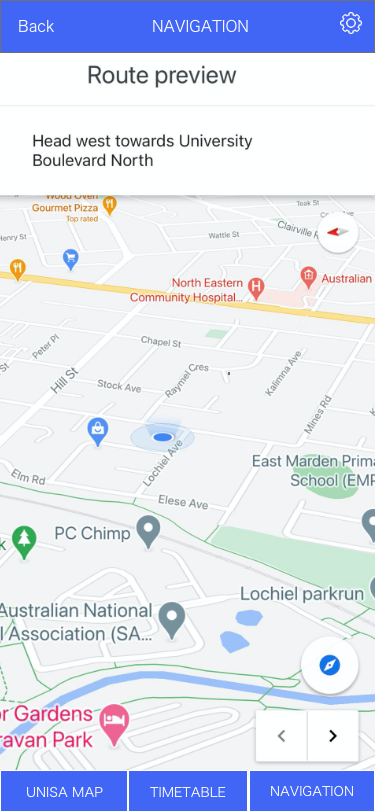 Back
NAVIGATION
Route preview
Head west towards University
Boulevard North
Wood Oven
Gourmet Pizza
Top rated
Teak St
Henry St
Wattle St
Clairville R
North Eastern
Community Hospital...
Australian
Chapel St
Peter Pl
Hill St
Stock Ave
Raymel Cres
Kalimna Ave
Mines Rd
Lochiel Ave
Elm Rd
Elese Ave
East Marden Prima
School (EMP
PC Chimp
k
Lochiel parkrun
Australian National
l Association (SA...
or Gardens
ravan Park
UNISA MAP
TIMETABLE
NAVIGATION